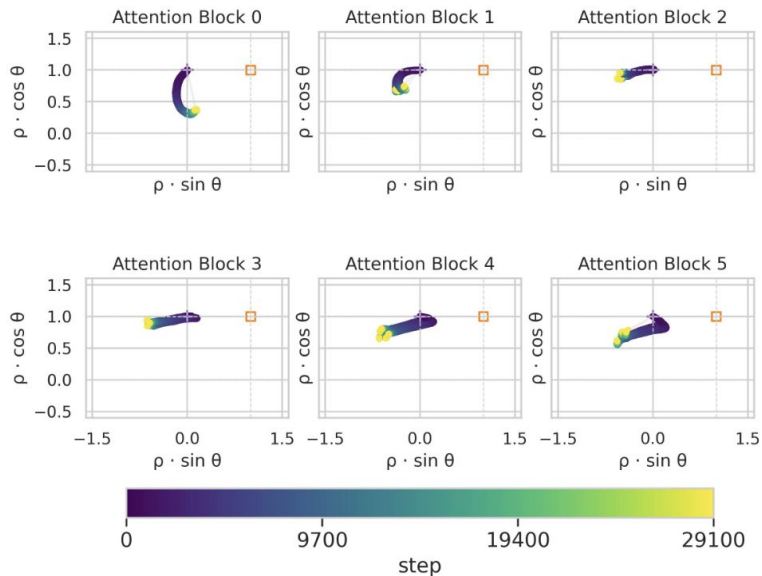 Attention Block 0 Attention Block 1 Attention Block 2
1.5
1.0
0.5
0.0
−0.5
ρ · cos θ ρ · cos θ ρ · cos θ
ρ · sin θ ρ · sin θ ρ · sin θ
Attention Block 3 Attention Block 4 Attention Block 5
1.5
1.0
0.5
0.0
−0.5
ρ · cos θ ρ · cos θ ρ · cos θ
−1.5 0.0 1.5 −1.5 0.0 1.5 −1.5 0.0 1.5
ρ · sin θ ρ · sin θ ρ · sin θ
0 9700 19400 29100
step